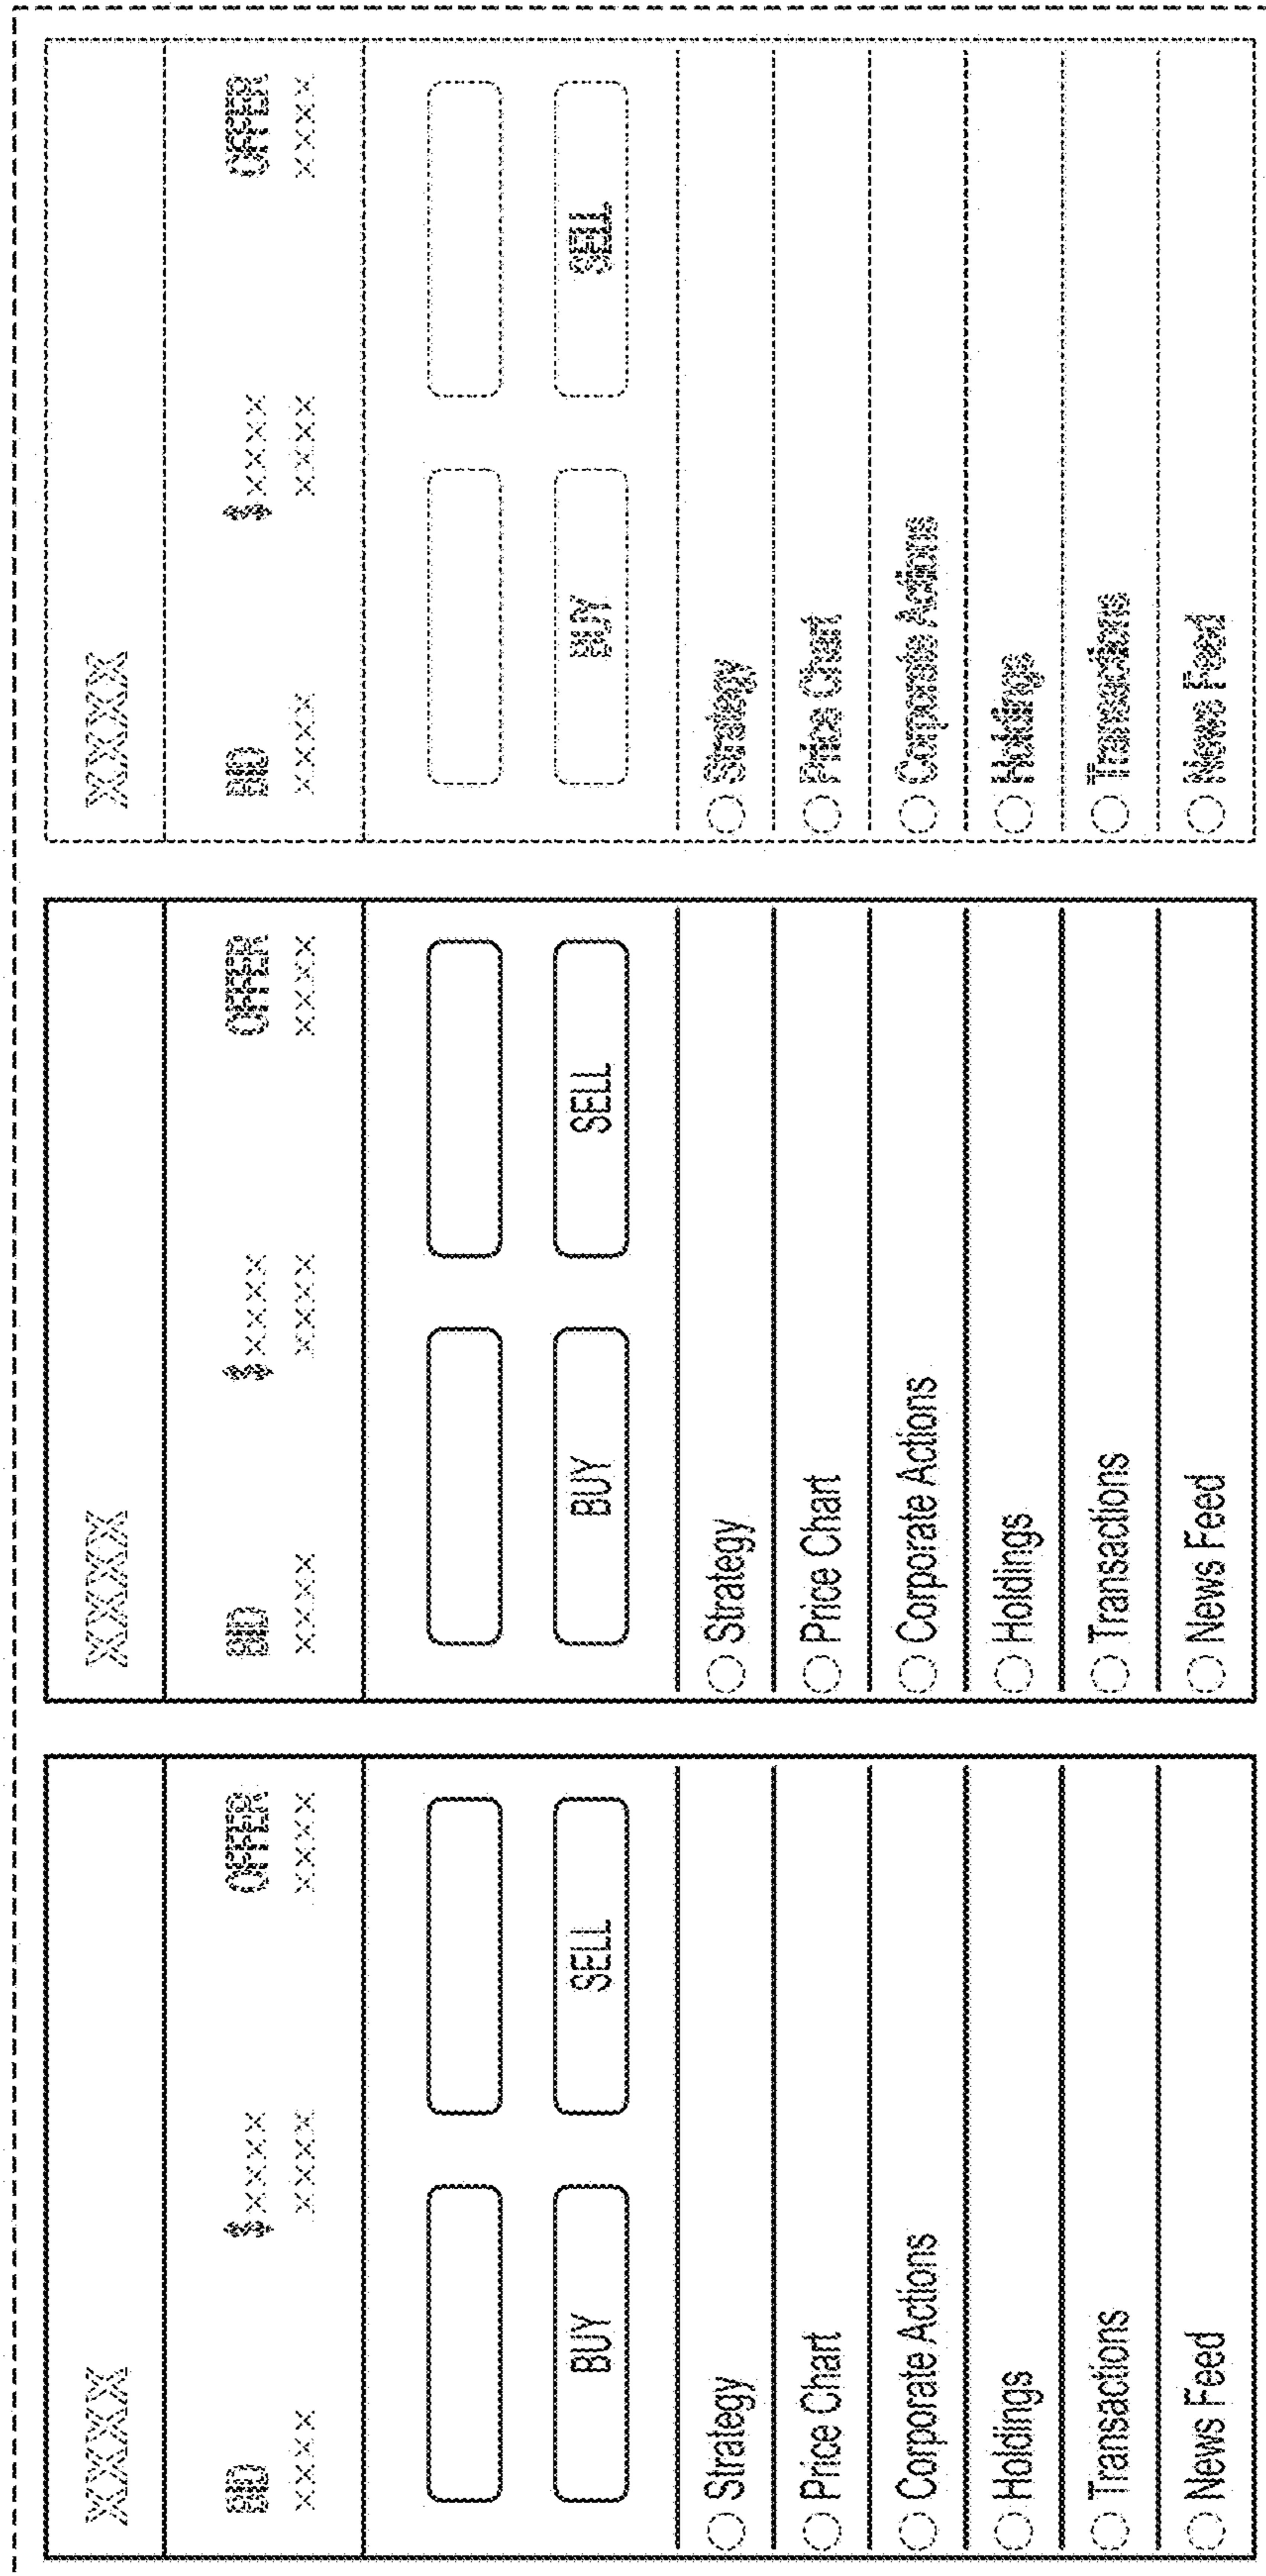 XXXXX
BID $xxxx OFFER
xxxx xxxx xxxx
BUY SELL
Strategy
Price Chart
Corporate Actions
Holdings
Transactions
News Feed
XXXXX
BID $xxxx OFFER
xxxx xxxx xxxx
BUY SELL
Strategy
Price Chart
Corporate Actions
Holdings
Transactions
News Feed
XXXXX
BID $xxxx OFFER
xxxx xxxx xxxx
BUY SELL
Strategy
Price Chart
Corporate Actions
Holdings
Transactions
News Feed